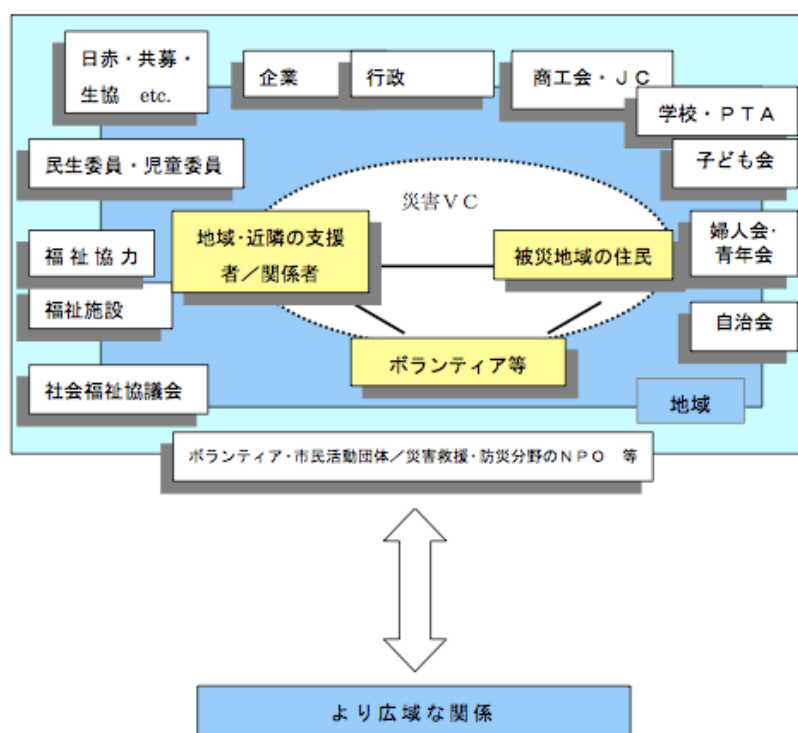 日赤・共募・
生協 etc.
企業
行政
商工会・ＪＣ
学校・ＰＴＡ
民生委員・児童委員
子ども会
災害ＶＣ
地域・近隣の支援
者／関係者
被災地域の住民
婦人会・
青年会
福祉協力
福祉施設
自治会
ボランティア等
社会福祉協議会
地域
ボランティア・市民活動団体／災害救援・防災分野のＮＰＯ 等
より広域な関係